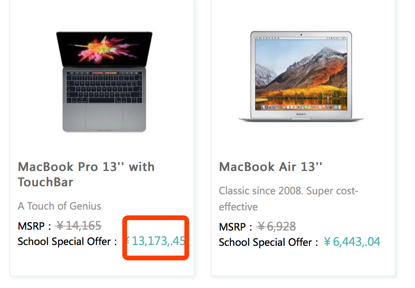 MacBook Pro 13'' with
TouchBar
A Touch of Genius
MSRP : ¥14,165
School Special Offer : ¥13,173,.45
MacBook Air 13''
Classic since 2008. Super cost-
effective
MSRP : ¥6,928
School Special Offer : ¥6,443,.04